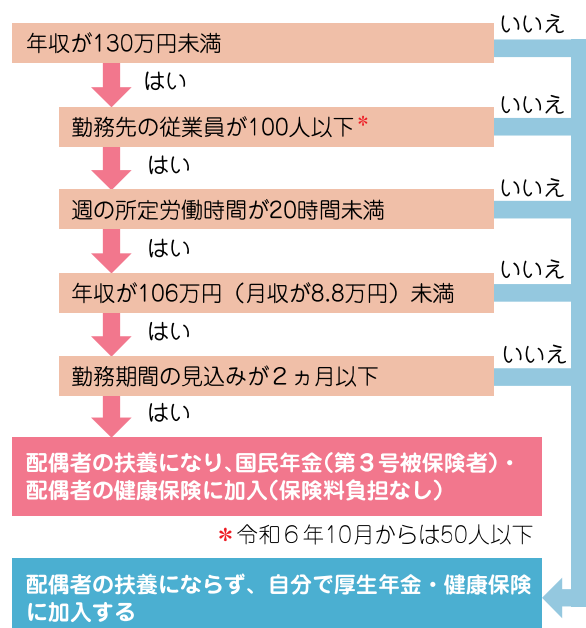 いいえ
年収が130万円未満
はい
いいえ
勤務先の従業員が100人以下*
はい
いいえ
週の所定労働時間が20時間未満
はい
いいえ
年収が106万円（月収が8.8万円）未満
はい
いいえ
勤務期間の見込みが２ヵ月以下
はい
配偶者の扶養になり、国民年金（第３号被保険者）・
配偶者の健康保険に加入（保険料負担なし）
*令和６年10月からは50人以下
配偶者の扶養にならず、自分で厚生年金・健康保険
に加入する